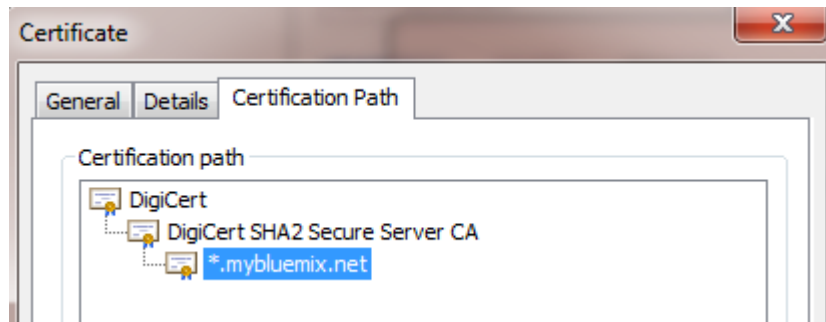 Certificate
General Details Certification Path
Certification path
DigiCert
DigiCert SHA2 Secure Server CA
*.mybluemix.net